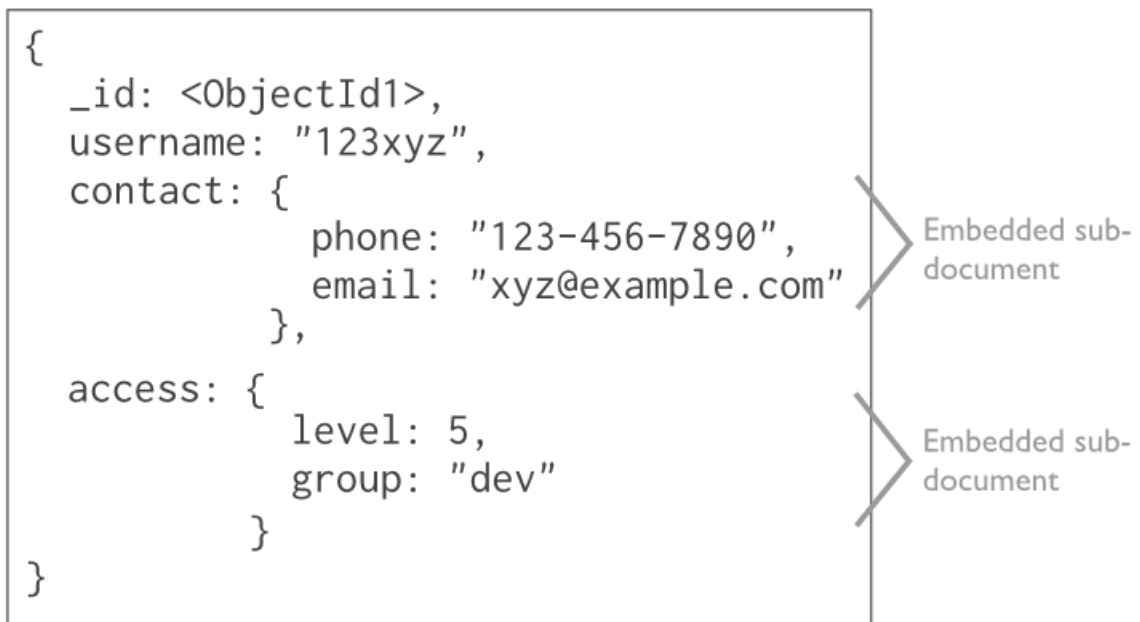 {
_id: <ObjectId1>,
username: "123xyz",
contact: {
phone: "123-456-7890",
email: "xyz@example.com"
},
access: {
level: 5,
group: "dev"
}
}
Embedded sub-
document
Embedded sub-
document